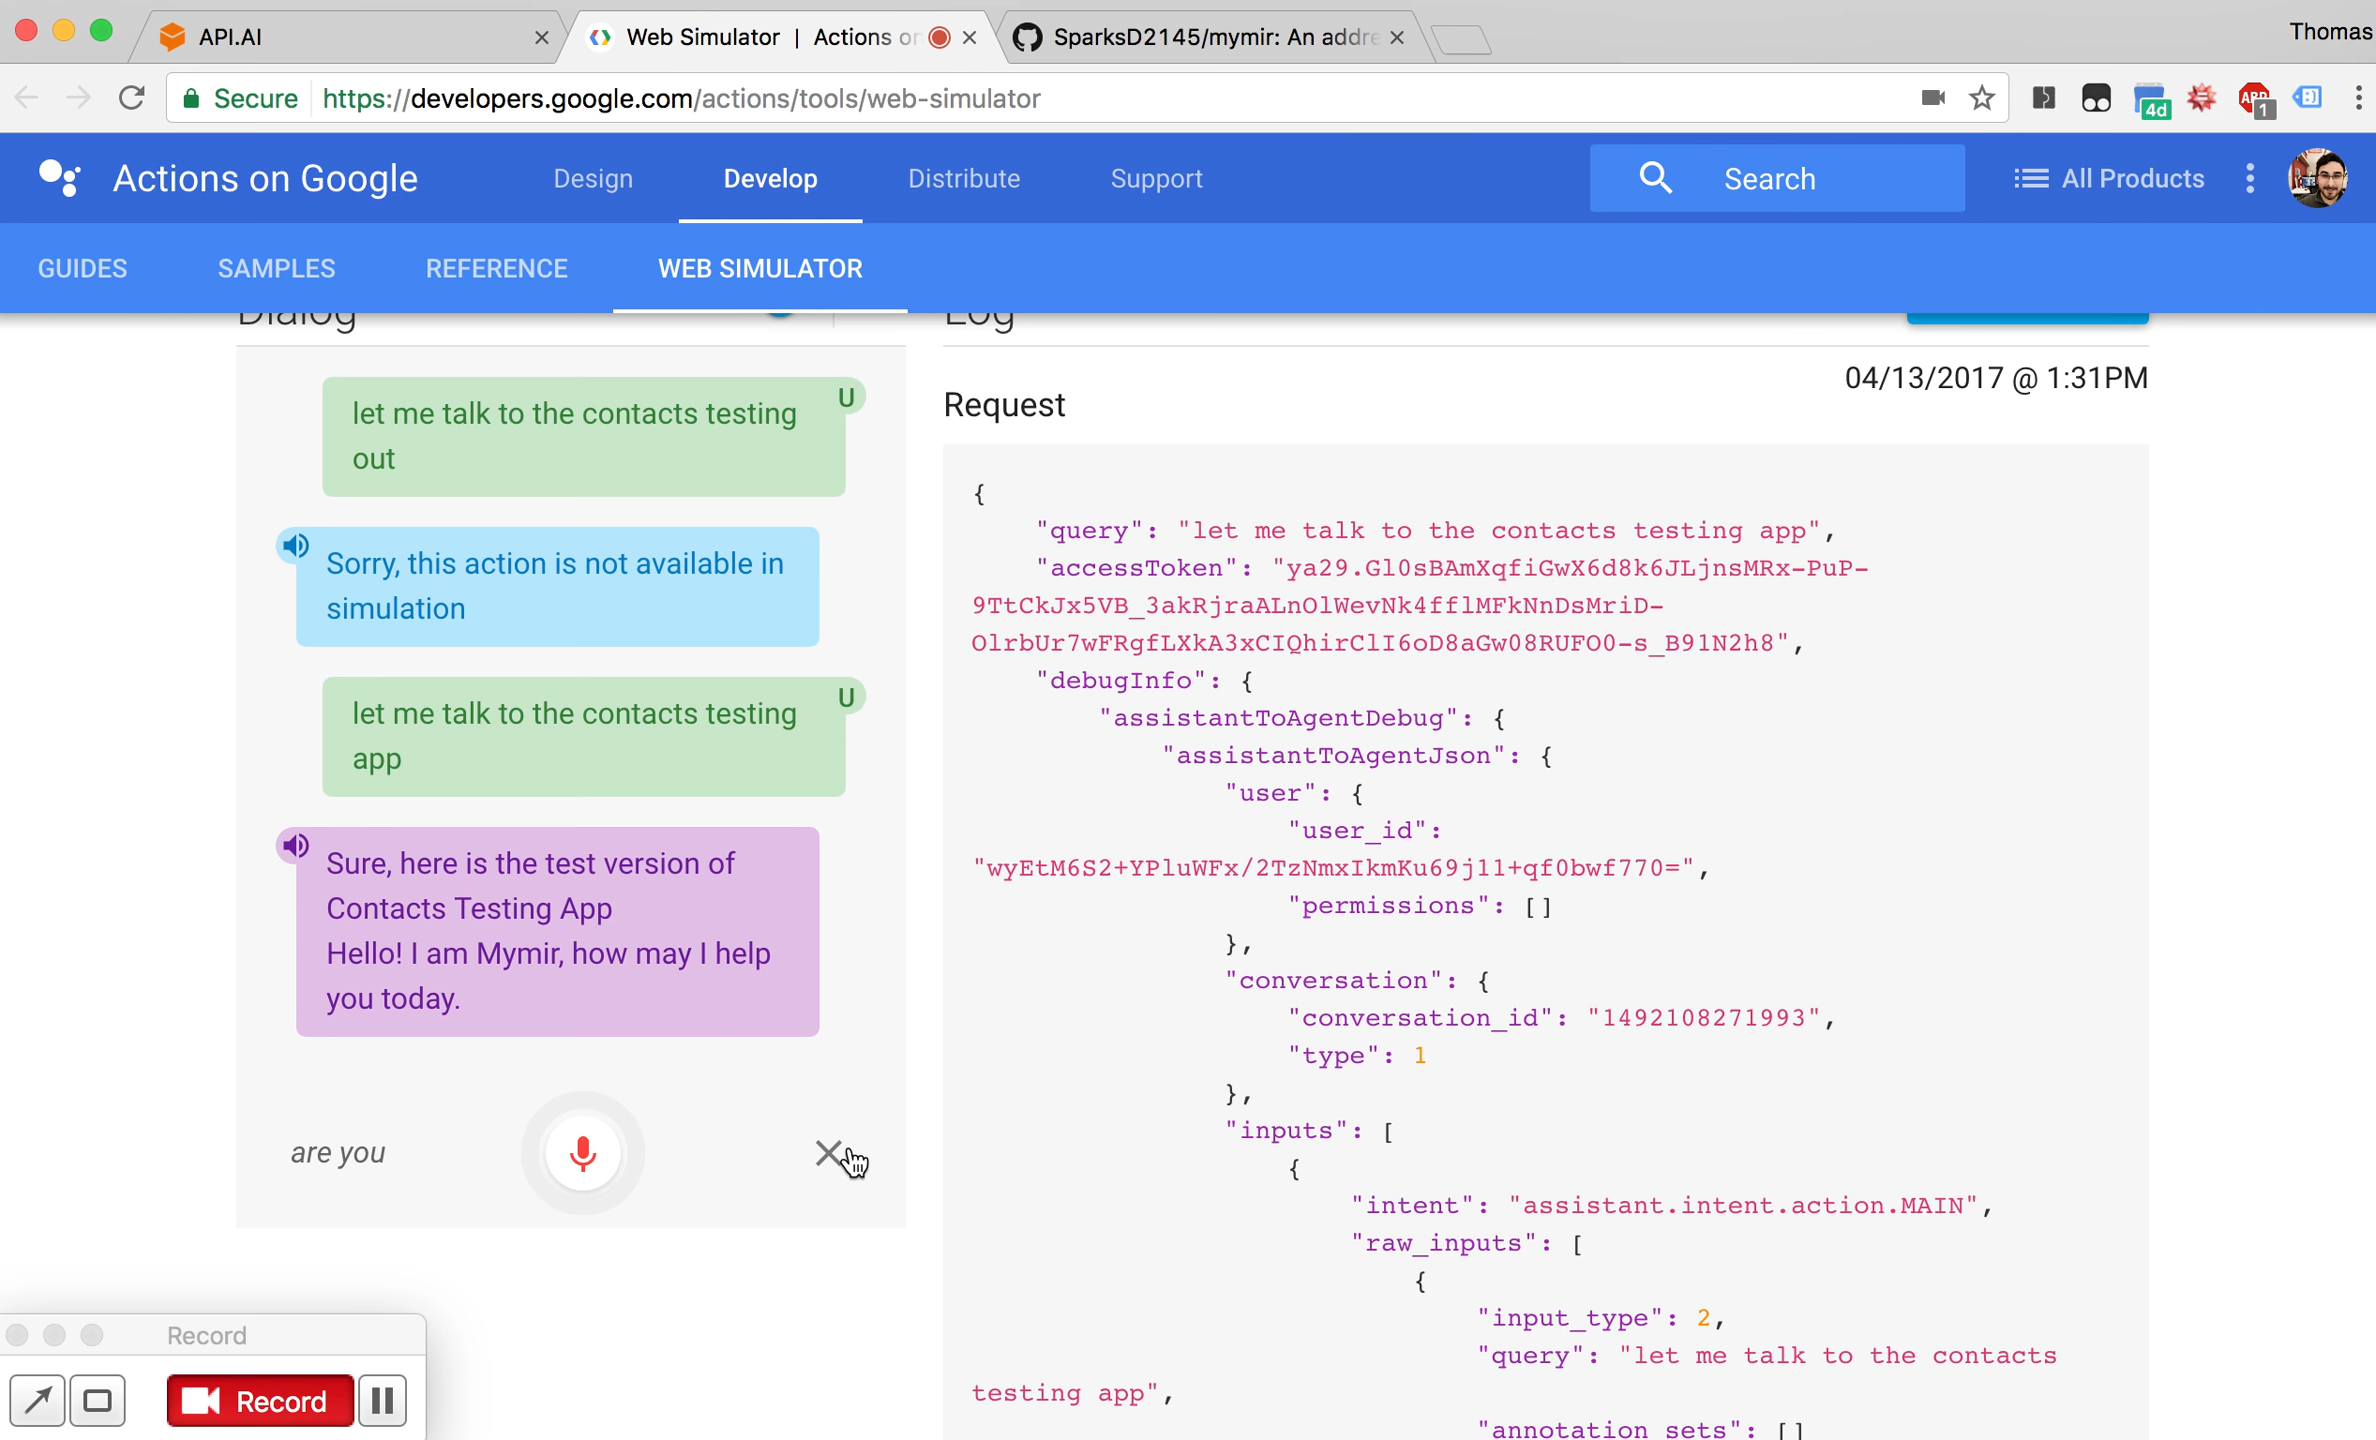 API.AI
Web Simulator | Actions on
SparksD2145/mymir: An addre
Thomas
Secure
https://developers.google.com/actions/tools/web-simulator
4d
ABP
1
Actions on Google
Design
Develop
Distribute
Support
Search
All Products
GUIDES
SAMPLES
REFERENCE
WEB SIMULATOR
Dialog
Log
let me talk to the contacts testing
out
U
Sorry, this action is not available in
simulation
let me talk to the contacts testing
app
U
Sure, here is the test version of
Contacts Testing App
Hello! I am Mymir, how may I help
you today.
are you
04/13/2017 @ 1:31PM
Request
{
"query": "let me talk to the contacts testing app",
"accessToken": "ya29.Gl0sBAmXqfiGwX6d8k6JLjnsMRx-PuP-
9TtCkJx5VB_3akRjraALnOlWevNk4fflMFkNnDsMriD-
OlrbUr7wFRgfLXkA3xCIQhirClI6oD8aGw08RUFO0-s_B91N2h8",
"debugInfo": {
"assistantToAgentDebug": {
"assistantToAgentJson": {
"user": {
"user_id":
"wyEtM6S2+YPluWFx/2TzNmxIkmKu69j11+qf0bwf770=",
"permissions": []
},
"conversation": {
"conversation_id": "1492108271993",
"type": 1
},
"inputs": [
{
"intent": "assistant.intent.action.MAIN",
"raw_inputs": [
{
"input_type": 2,
"query": "let me talk to the contacts
testing app",
"annotation_sets": []
Record
Record